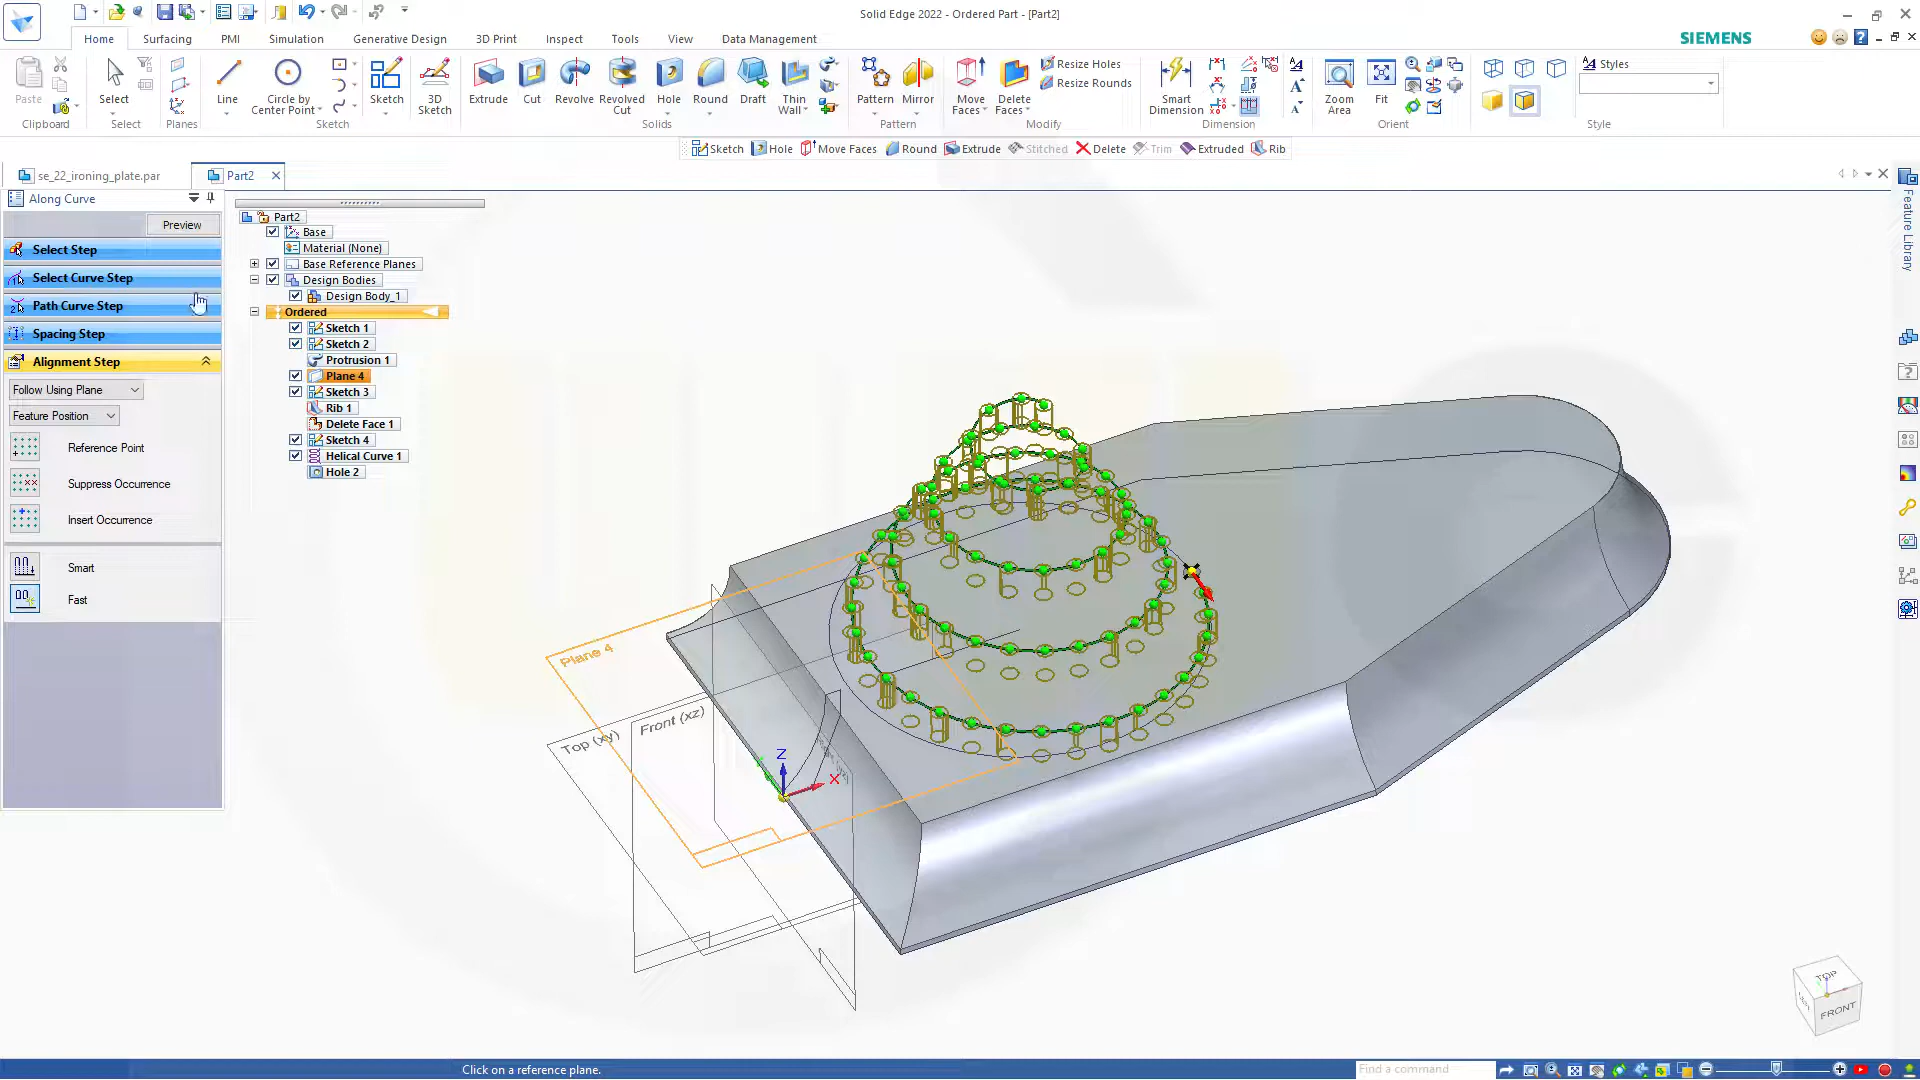 Solid Edge 2022 - Ordered Part - [Part2]
Home
Surfacing
PMI
Simulation
Generative Design
3D Print
Inspect
Tools
View
Data Management
SIEMENS
Paste
Clipboard
Select
Select
Planes
Line
Circle by
Center Point
Sketch
3D
Sketch
Sketch
Extrude
Cut
Revolve
Revolved
Cut
Hole
Round
Draft
Thin
Wall
Solids
Pattern
Mirror
Pattern
Move
Faces
Delete
Faces
Resize Holes
Resize Rounds
Modify
Smart
Dimension
Dimension
Zoom
Area
Fit
Orient
Styles
Style
Sketch
Hole
Move Faces
Round
Extrude
Stitched
Delete
Trim
Extruded
Rib
se_22_ironing_plate.par
Part2
Along Curve
Preview
Select Step
Select Curve Step
Path Curve Step
Spacing Step
Alignment Step
Follow Using Plane
Feature Position
Reference Point
Suppress Occurrence
Insert Occurrence
Smart
Fast
Part2
Base
Material (None)
Base Reference Planes
Design Bodies
Design Body_1
Ordered
Sketch 1
Sketch 2
Protrusion 1
Plane 4
Sketch 3
Rib 1
Delete Face 1
Sketch 4
Helical Curve 1
Hole 2
Feature Library
Plane 4
Top (xy)
Front (xz)
Z
X
TOP
FRONT
Click on a reference plane.
Find a command